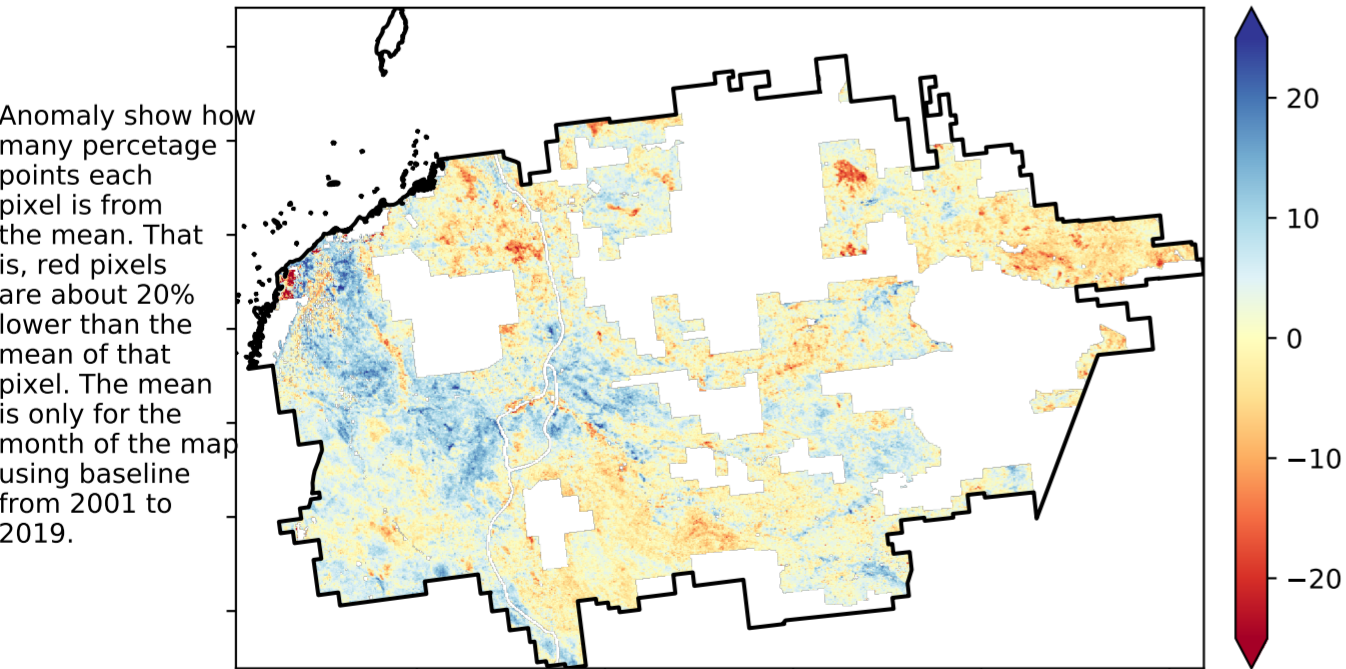 Anomaly show how
many percetage
points each
pixel is from
the mean. That
is, red pixels
are about 20%
lower than the
mean of that
pixel. The mean
is only for the
month of the map
using baseline
from 2001 to
2019.
20
10
0
−10
−20